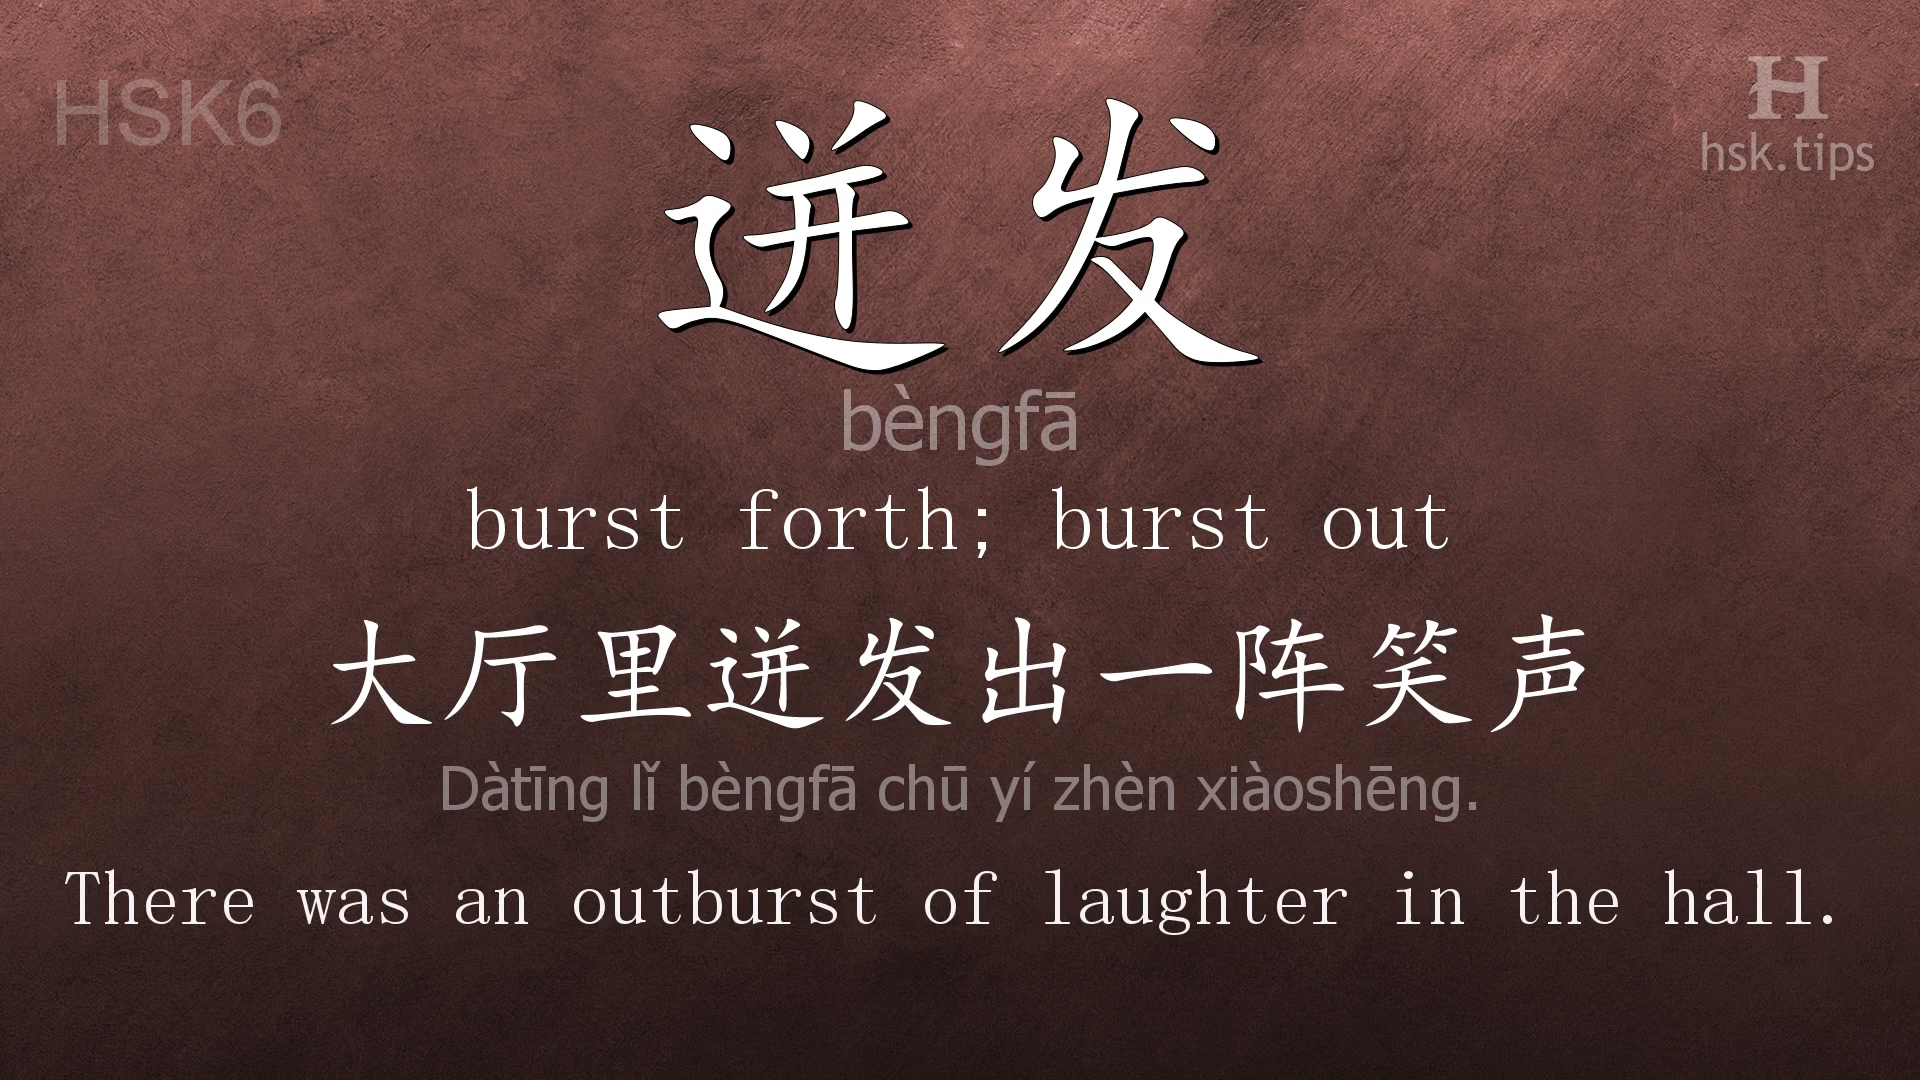 HSK6
H
hsk.tips
迸发
bèngfā
burst forth; burst out
大厅里迸发出一阵笑声
Dàtīng lǐ bèngfā chū yí zhèn xiàoshēng.
There was an outburst of laughter in the hall.